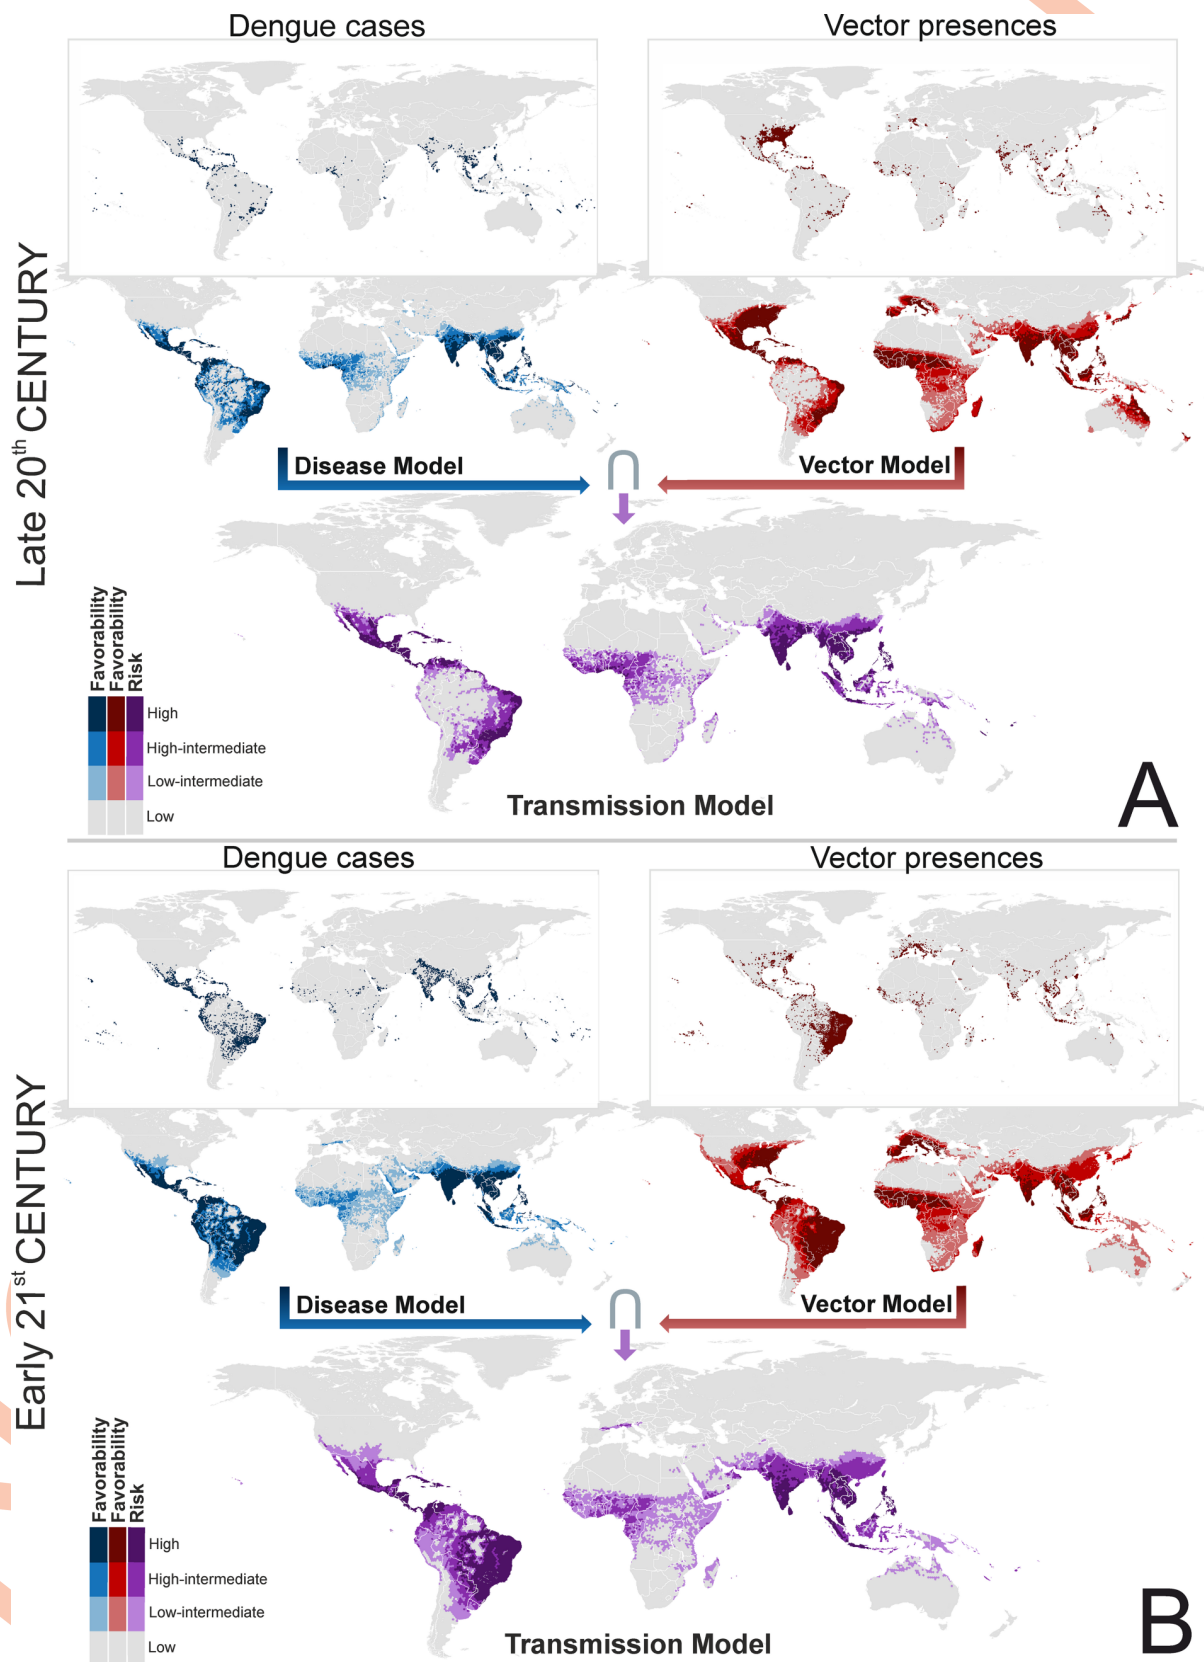 Dengue cases
Vector presences
Late 20th CENTURY
Disease Model
∩
Vector Model
Favorability
Favorability
Risk
High
High-intermediate
Low-intermediate
Low
Transmission Model
A
Dengue cases
Vector presences
Early 21st CENTURY
Disease Model
∩
Vector Model
Favorability
Favorability
Risk
High
High-intermediate
Low-intermediate
Low
Transmission Model
B